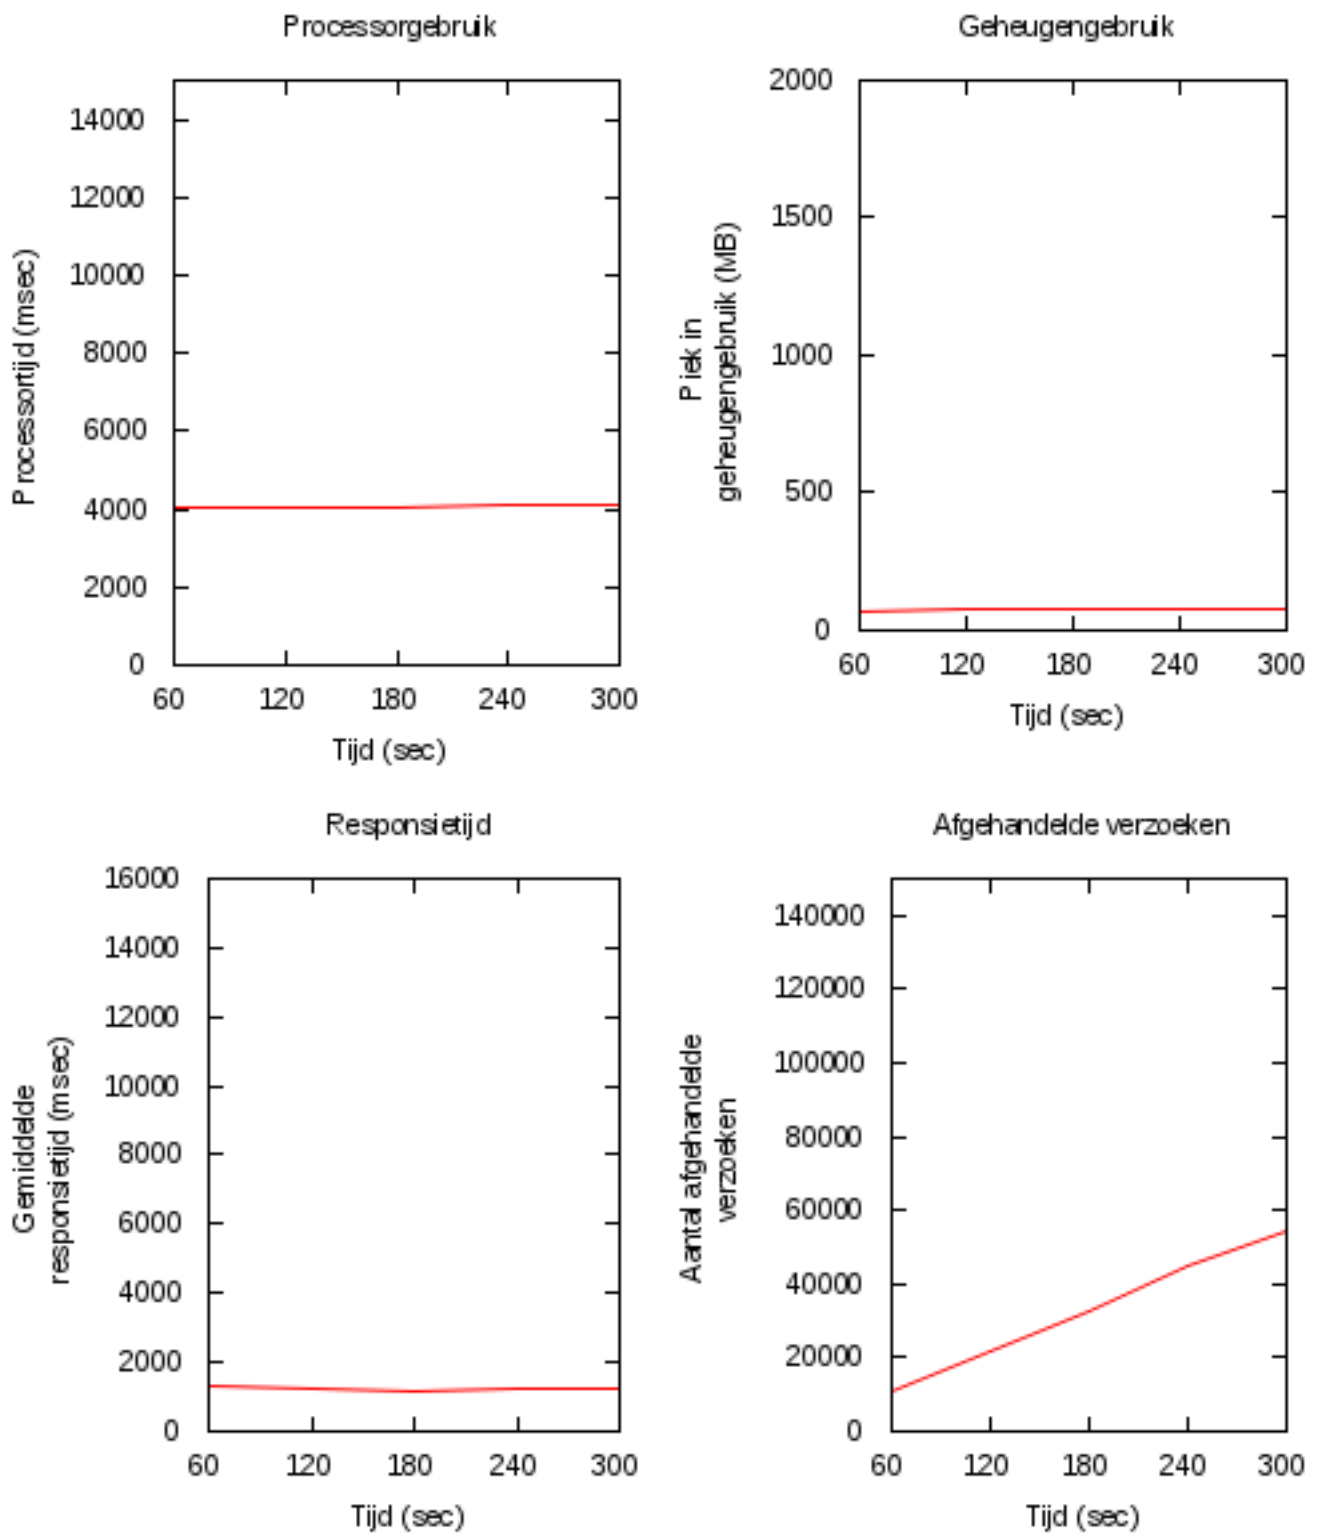 Processorgebruik
14000
12000
10000
8000
6000
4000
2000
0
60 120 180 240 300
Processortijd (msec)
Tijd (sec)
Geheugengebruik
2000
1500
1000
500
0
60 120 180 240 300
Piek in
geheugengebruik (MB)
Tijd (sec)
Responsietijd
16000
14000
12000
10000
8000
6000
4000
2000
0
60 120 180 240 300
Gemiddelde
responsietijd (msec)
Tijd (sec)
Afgehandelde verzoeken
140000
120000
100000
80000
60000
40000
20000
0
60 120 180 240 300
Aantal afgehandelde
verzoeken
Tijd (sec)